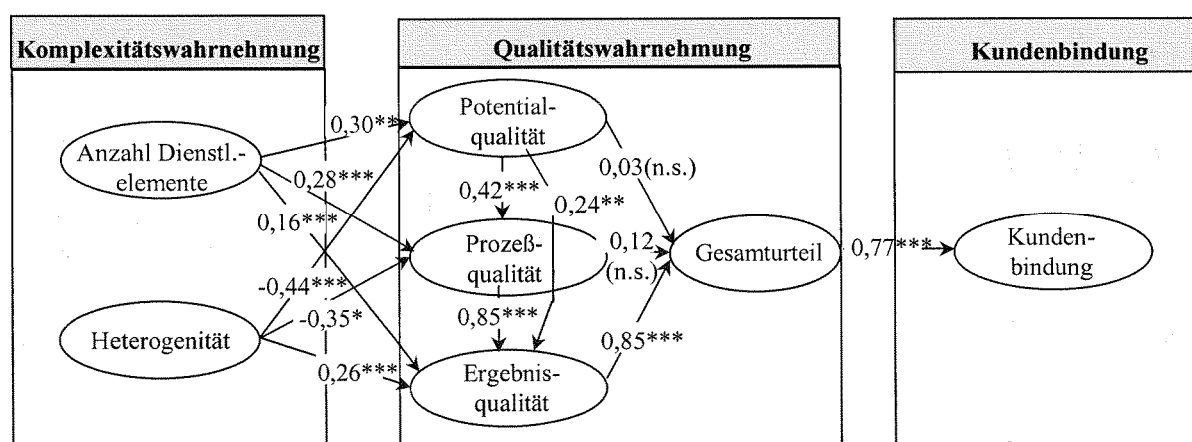 Komplexitätswahrnehmung
Qualitätswahrnehmung
Kundenbindung
Anzahl Dienstl.-
elemente
Heterogenität
0,30**
0,28***
0,16***
-0,44***
-0,35*
0,26***
Potential-
qualität
0,42***
0,24**
Prozeß-
qualität
0,85***
Ergebnis-
qualität
0,03(n.s.)
0,12
(n.s.)
0,85***
Gesamturteil
0,77***
Kunden-
bindung